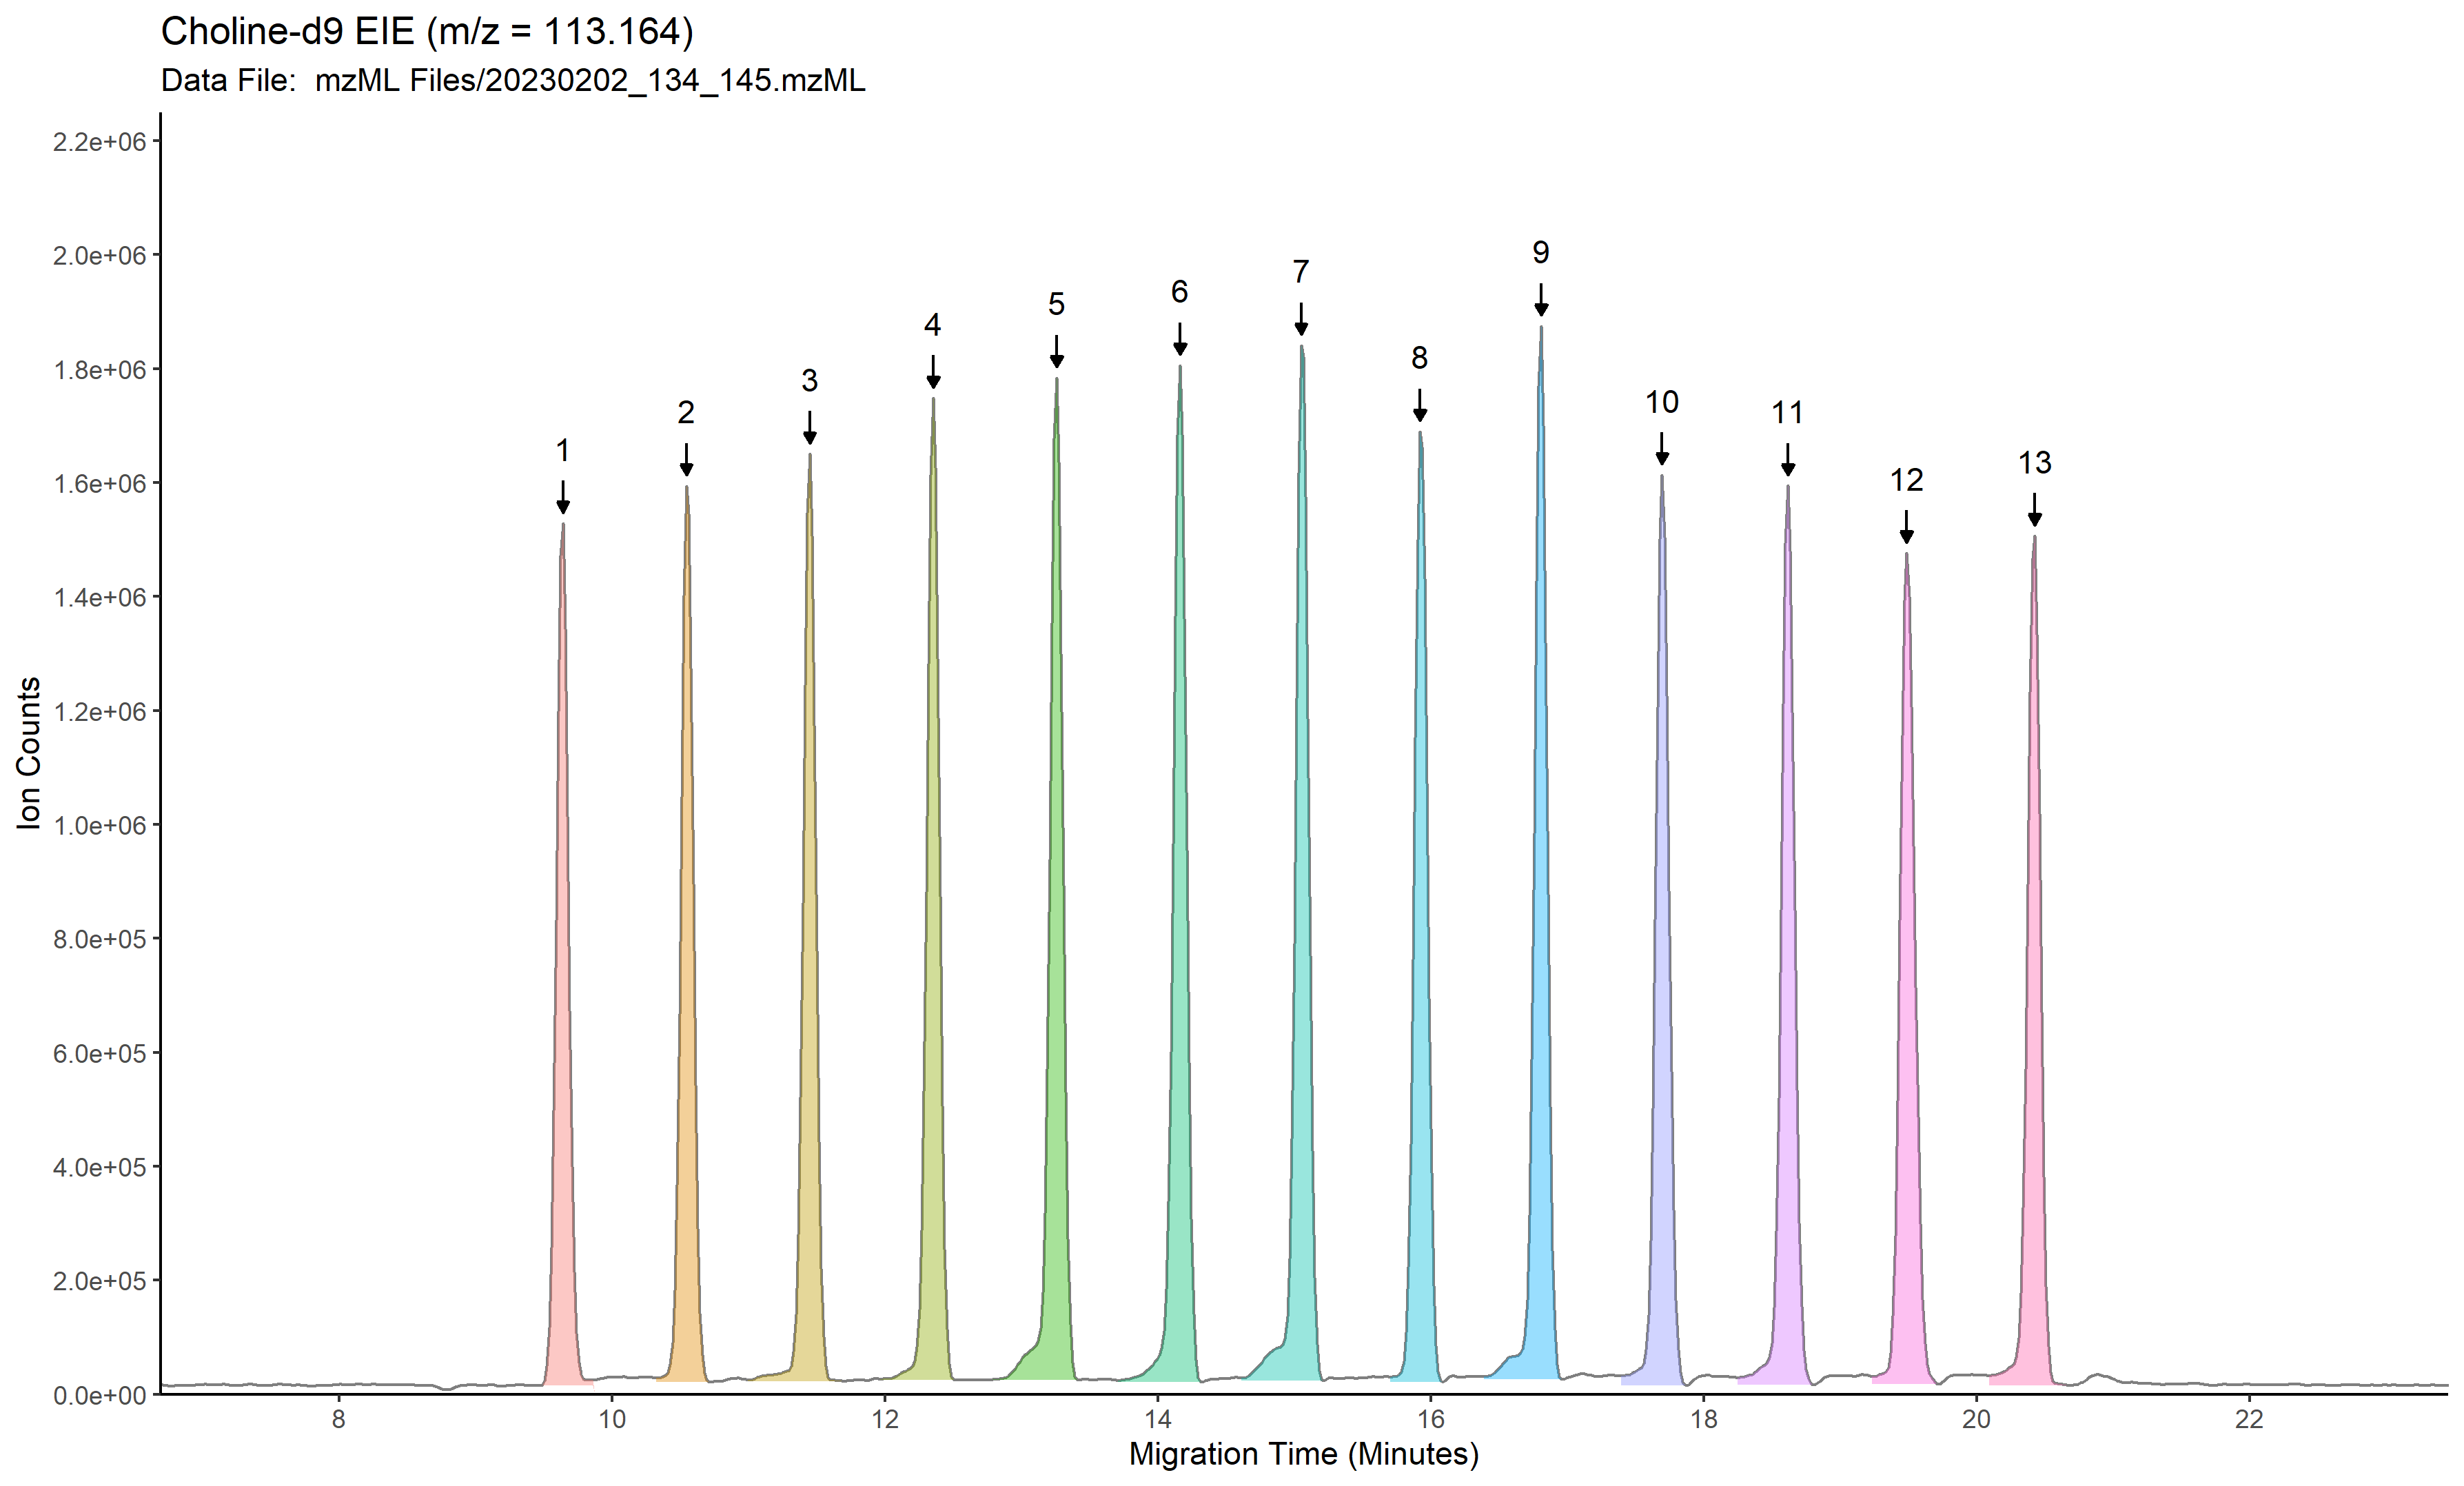 Choline-d9 EIE (m/z = 113.164)
Data File:  mzML Files/20230202_134_145.mzML
2.2e+06
2.0e+06
1.8e+06
1.6e+06
1.4e+06
1.2e+06
1.0e+06
8.0e+05
6.0e+05
4.0e+05
2.0e+05
0.0e+00
Ion Counts
1
2
3
4
5
6
7
8
9
10
11
12
13
8
10
12
14
16
18
20
22
Migration Time (Minutes)